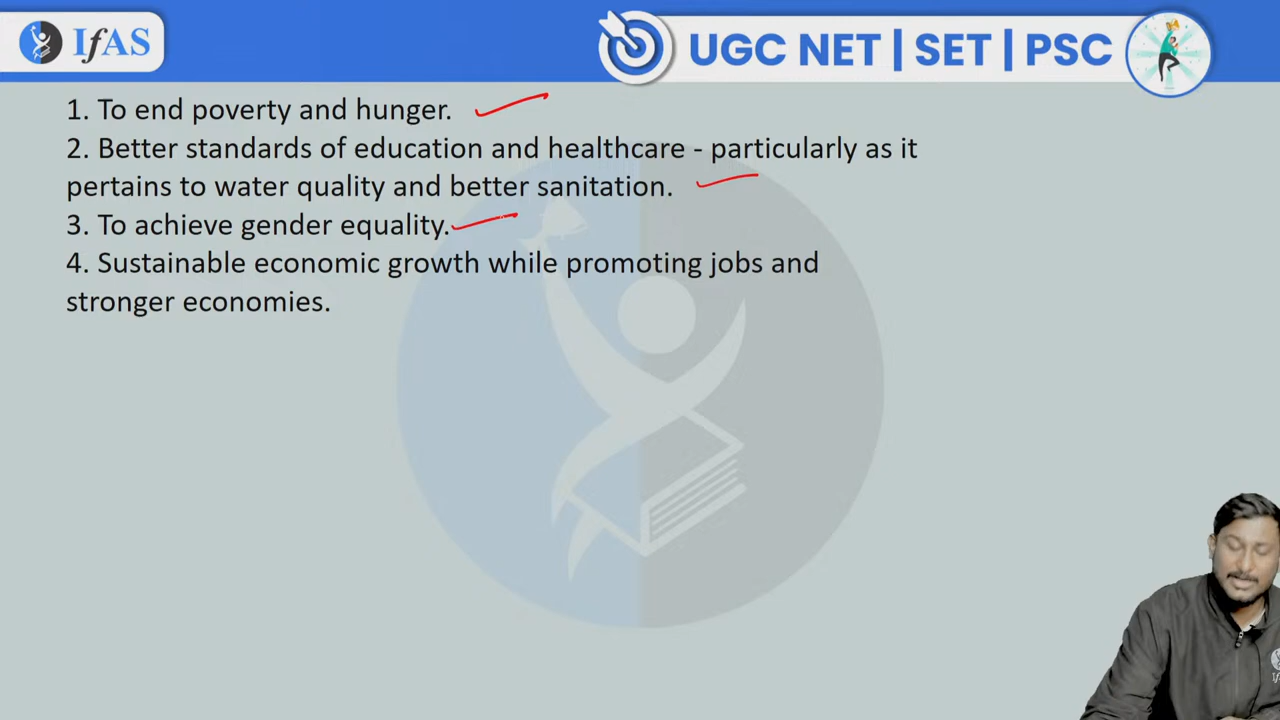 IfAS
UGC NET | SET | PSC
1. To end poverty and hunger.
2. Better standards of education and healthcare - particularly as it
pertains to water quality and better sanitation.
3. To achieve gender equality.
4. Sustainable economic growth while promoting jobs and
stronger economies.